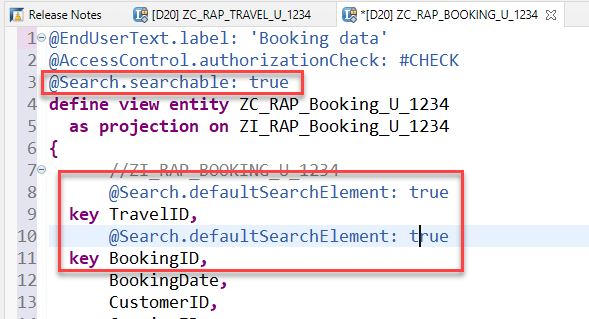 Release Notes [D20] ZC_RAP_TRAVEL_U_1234 *[D20] ZC_RAP_BOOKING_U_1234
1 @EndUserText.label: 'Booking data'
2 @AccessControl.authorizationCheck: #CHECK
3 @Search.searchable: true
4 define view entity ZC_RAP_Booking_U_1234
5 as projection on ZI_RAP_Booking_U_1234
6 {
7 //ZI_RAP_BOOKING_U_1234
8 @Search.defaultSearchElement: true
9 key TravelID,
10 @Search.defaultSearchElement: true
11 key BookingID,
12 BookingDate,
13 CustomerID,